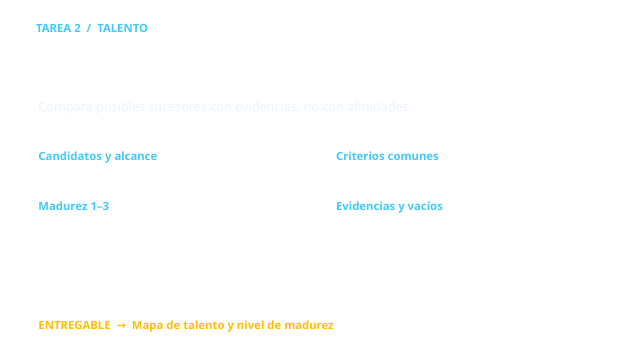 TAREA 2 / TALENTO
Compara posibles sucesores con evidencias, no con afinidades.
Candidatos y alcance
Criterios comunes
Madurez 1–3
Evidencias y vacíos
ENTREGABLE → Mapa de talento y nivel de madurez